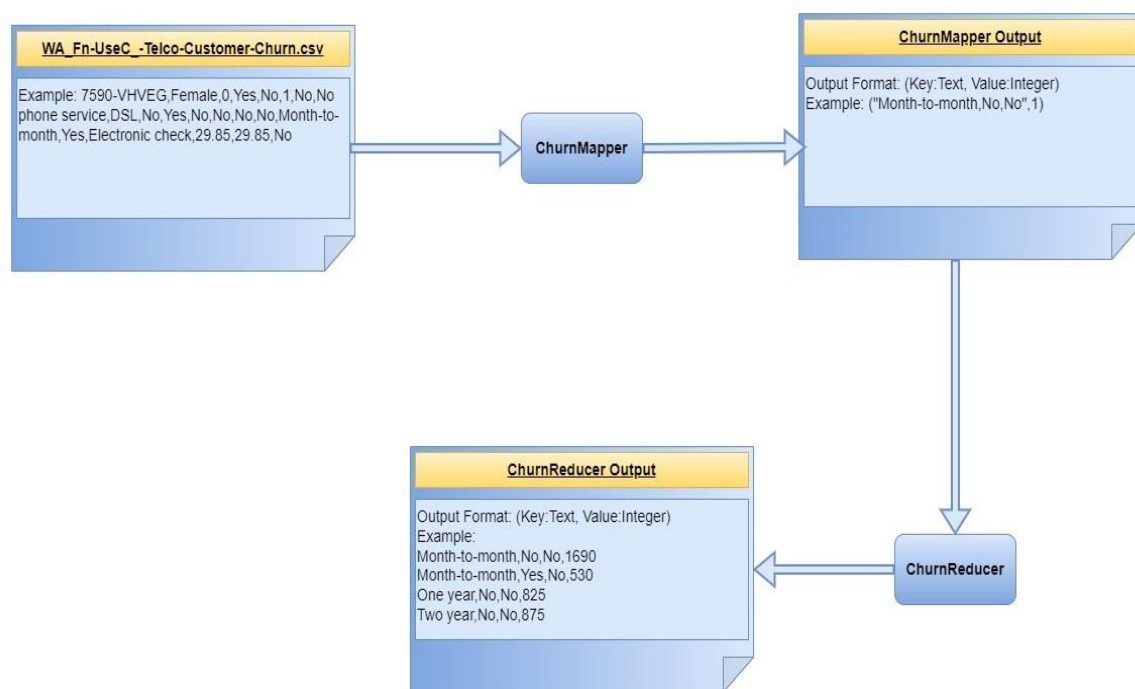 WA_Fn-UseC_-Telco-Customer-Churn.csv
Example: 7590-VHVEG,Female,0,Yes,No,1,No,No
phone service,DSL,No,Yes,No,No,No,No,Month-to-
month,Yes,Electronic check,29.85,29.85,No
ChurnMapper
ChurnMapper Output
Output Format: (Key:Text, Value:Integer)
Example: ("Month-to-month,No,No",1)
ChurnReducer
ChurnReducer Output
Output Format: (Key:Text, Value:Integer)
Example:
Month-to-month,No,No,1690
Month-to-month,Yes,No,530
One year,No,No,825
Two year,No,No,875